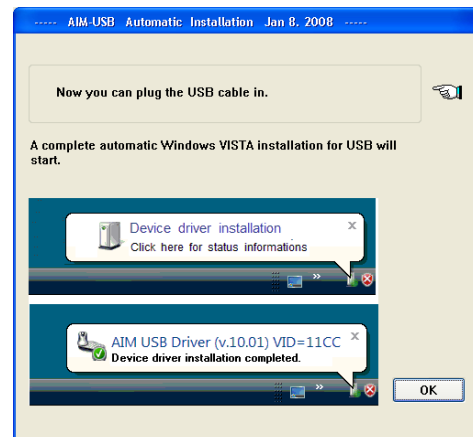 ----- AIM-USB Automatic Installation Jan 8, 2008 -----
Now you can plug the USB cable in.
A complete automatic Windows VISTA installation for USB will
start.
Device driver installation
Click here for status informations
AIM USB Driver (v.10.01) VID=11CC
Device driver installation completed.
OK